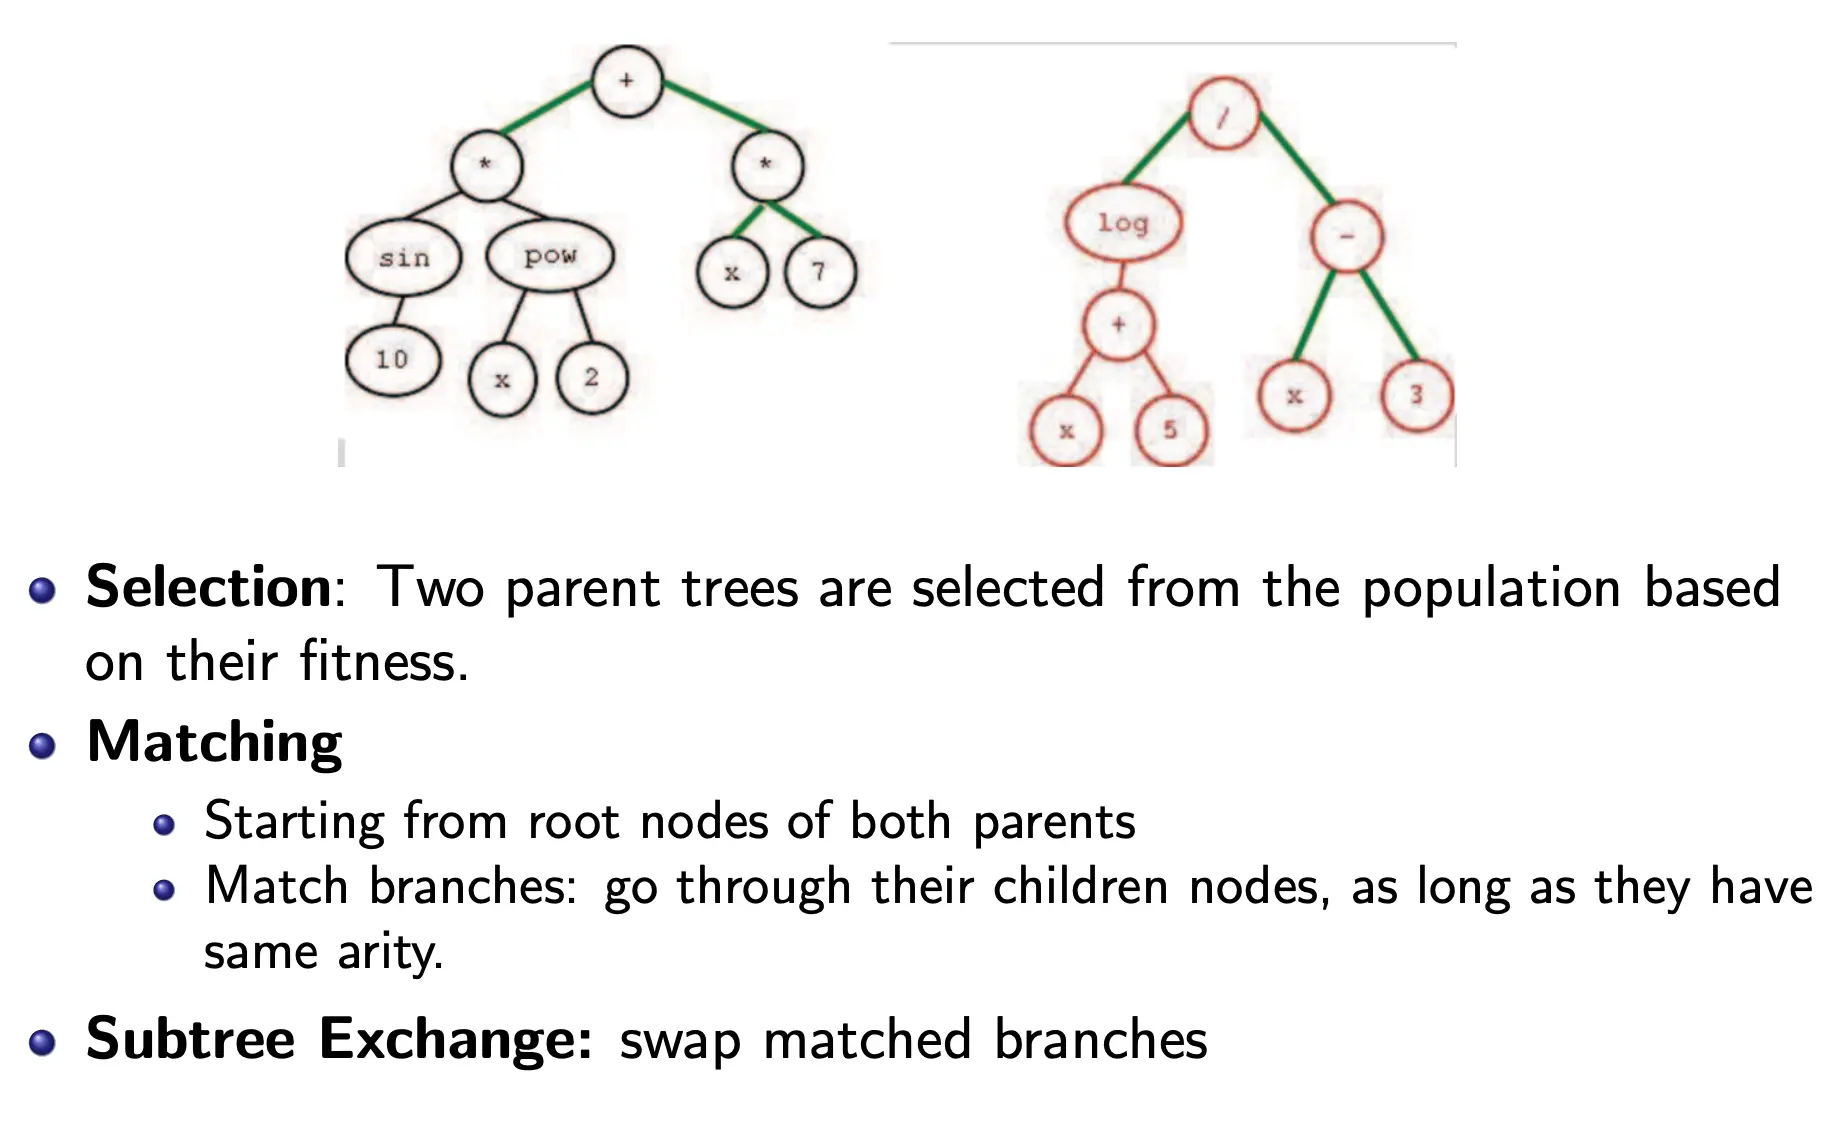 +
/
* *
log -
sin pow x 7
+
10 x 2
x 3
x 5
Selection: Two parent trees are selected from the population based
on their fitness.
Matching
Starting from root nodes of both parents
Match branches: go through their children nodes, as long as they have
same arity.
Subtree Exchange: swap matched branches